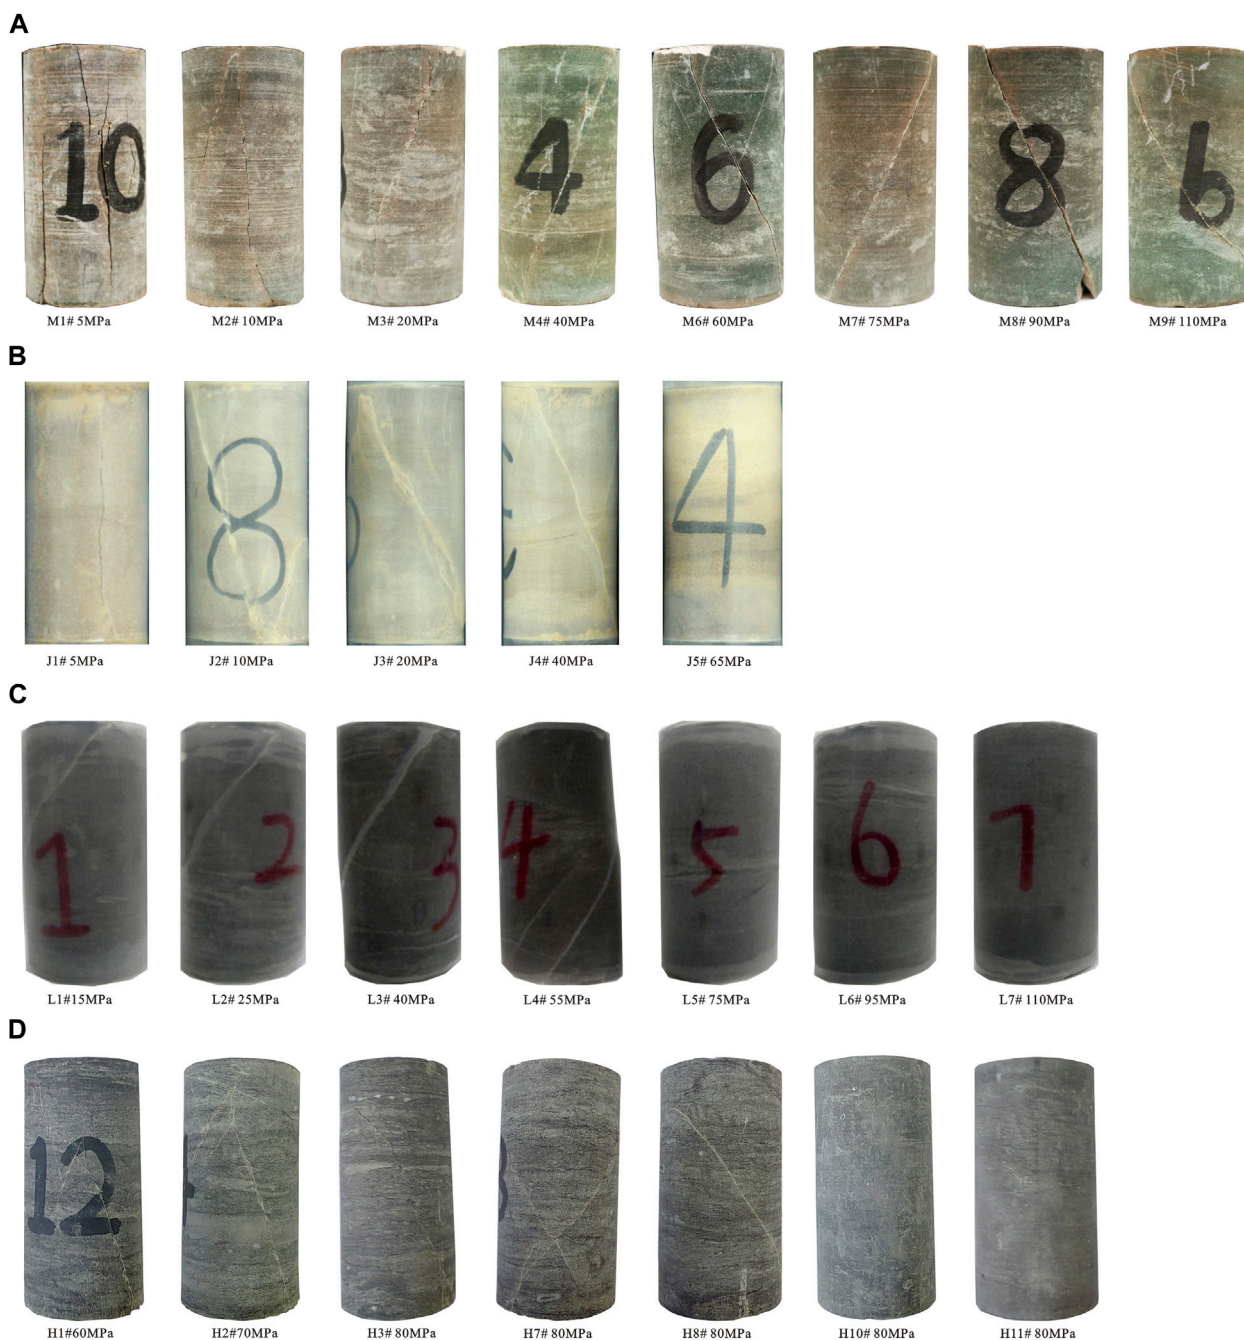 A
10
4
6
8
6
M1# 5MPa
M2# 10MPa
M3# 20MPa
M4# 40MPa
M6# 60MPa
M7# 75MPa
M8# 90MPa
M9# 110MPa
B
8
4
J1# 5MPa
J2# 10MPa
J3# 20MPa
J4# 40MPa
J5# 65MPa
C
1
2
3
4
5
6
7
L1#15MPa
L2# 25MPa
L3# 40MPa
L4# 55MPa
L5# 75MPa
L6# 95MPa
L7# 110MPa
D
12
H1#60MPa
H2#70MPa
H3# 80MPa
H7# 80MPa
H8# 80MPa
H10# 80MPa
H11# 80MPa